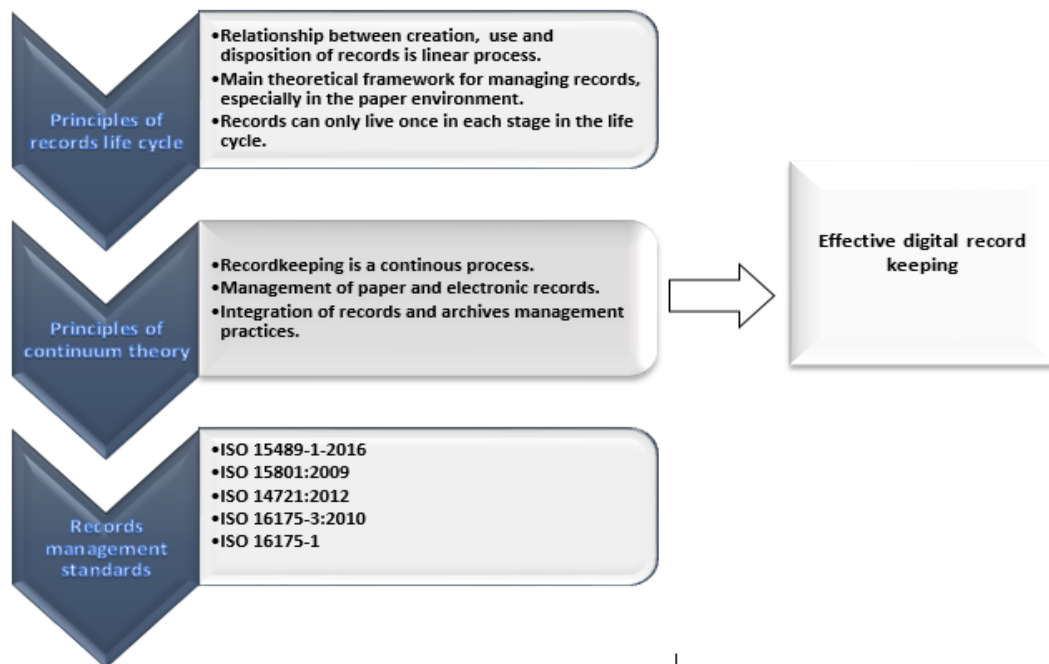 Principles of
records life cycle
•Relationship between creation, use and
disposition of records is linear process.
•Main theoretical framework for managing records,
especially in the paper environment.
•Records can only live once in each stage in the life
cycle.
Principles of
continuum theory
•Recordkeeping is a continous process.
•Management of paper and electronic records.
•Integration of records and archives management
practices.
Records
management
standards
•ISO 15489-1-2016
•ISO 15801:2009
•ISO 14721:2012
•ISO 16175-3:2010
•ISO 16175-1
Effective digital record
keeping